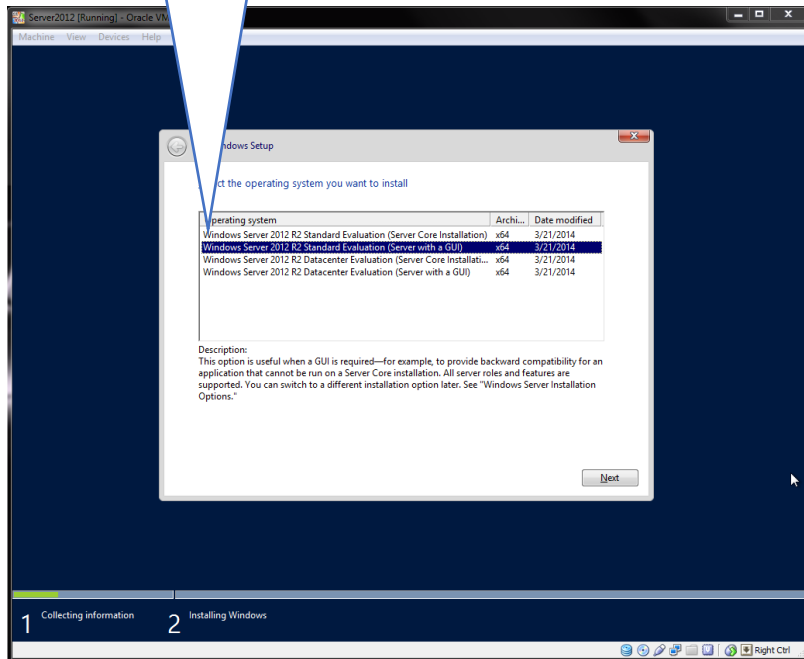 Server2012 [Running] - Oracle VM
Machine View Devices Help
Windows Setup
the operating system you want to install
Operating system Archi... Date modified
Windows Server 2012 R2 Standard Evaluation (Server Core Installation) x64 3/21/2014
Windows Server 2012 R2 Standard Evaluation (Server with a GUI) x64 3/21/2014
Windows Server 2012 R2 Datacenter Evaluation (Server Core Installati... x64 3/21/2014
Windows Server 2012 R2 Datacenter Evaluation (Server with a GUI) x64 3/21/2014
Description:
This option is useful when a GUI is required—for example, to provide backward compatibility for an
application that cannot be run on a Server Core installation. All server roles and features are
supported. You can switch to a different installation option later. See "Windows Server Installation
Options."
Next
1 Collecting information 2 Installing Windows
Right Ctrl